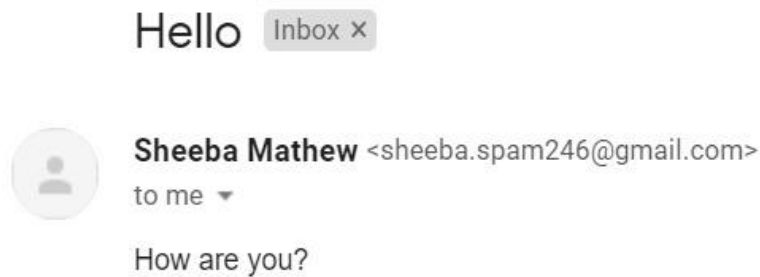 Hello Inbox ×
Sheeba Mathew <sheeba.spam246@gmail.com>
to me
How are you?